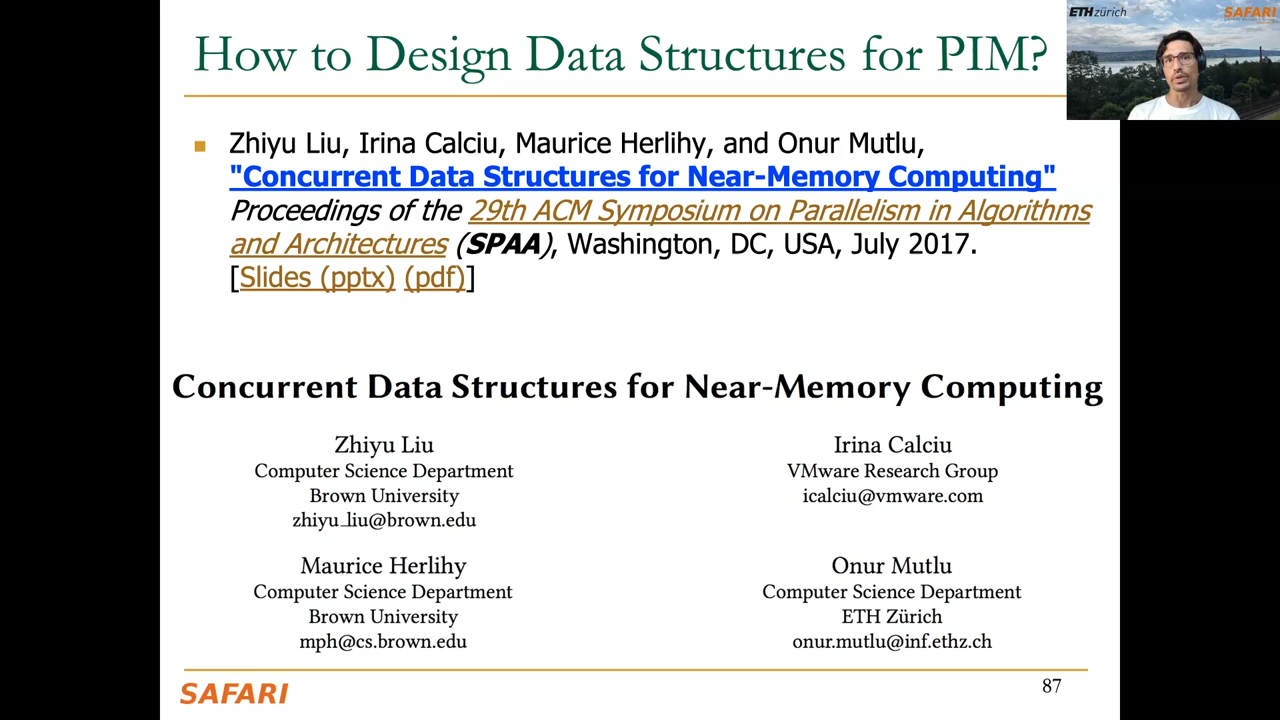 How to Design Data Structures for PIM?
ETHzürich
SAFARI
■ Zhiyu Liu, Irina Calciu, Maurice Herlihy, and Onur Mutlu,
"Concurrent Data Structures for Near-Memory Computing"
Proceedings of the 29th ACM Symposium on Parallelism in Algorithms
and Architectures (SPAA), Washington, DC, USA, July 2017.
[Slides (pptx) (pdf)]
Concurrent Data Structures for Near-Memory Computing
Zhiyu Liu
Computer Science Department
Brown University
zhiyu_liu@brown.edu
Irina Calciu
VMware Research Group
icalciu@vmware.com
Maurice Herlihy
Computer Science Department
Brown University
mph@cs.brown.edu
Onur Mutlu
Computer Science Department
ETH Zürich
onur.mutlu@inf.ethz.ch
SAFARI
87